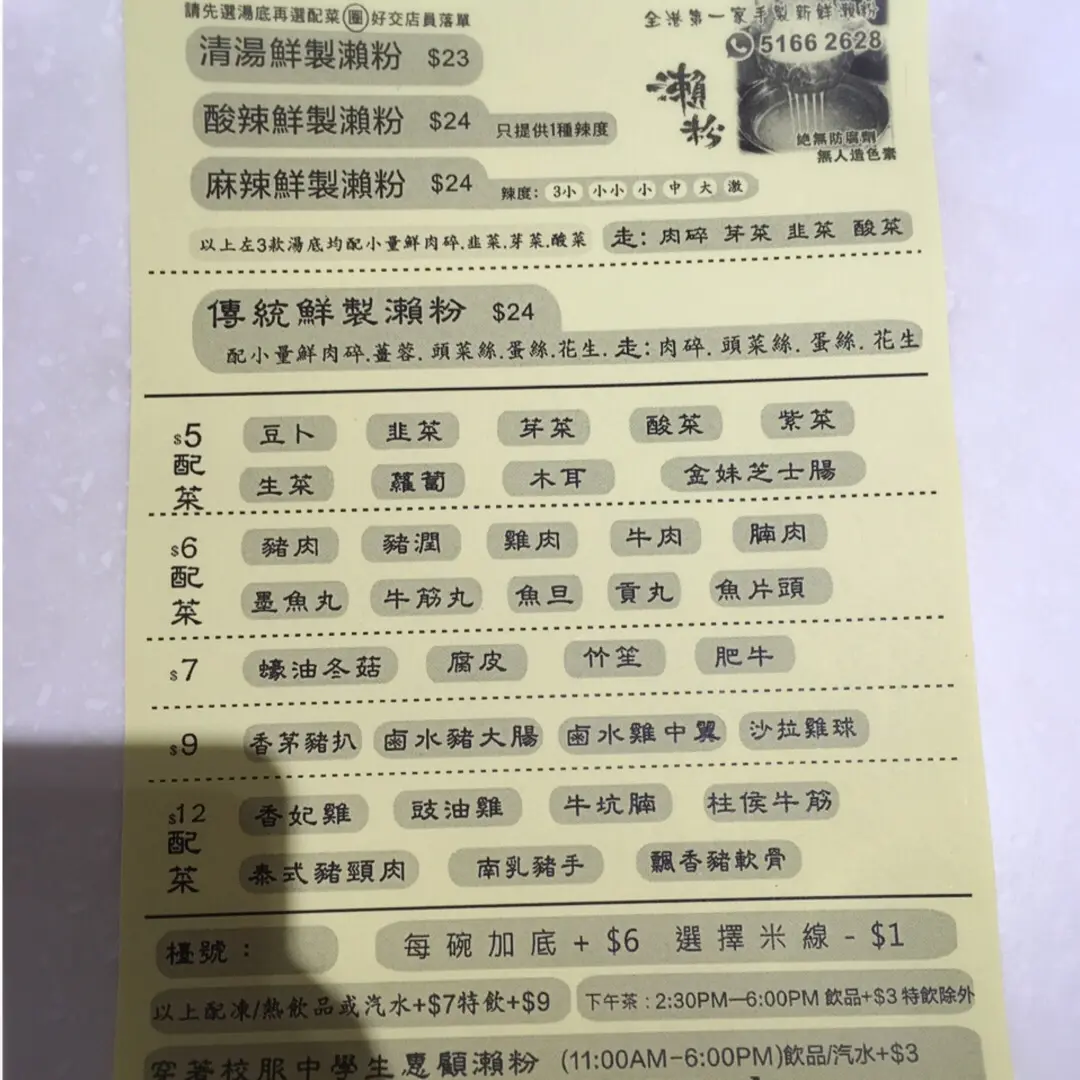 請先選湯底再選配菜圈好交店員落單
全港第一家手製新鮮瀨粉
5166 2628
清湯鮮製瀨粉 $23
瀨粉
絕無防腐劑
無人造色素
酸辣鮮製瀨粉 $24 只提供1種辣度
麻辣鮮製瀨粉 $24 辣度: 3小 小小 小 中 大 激
以上左3款湯底均配小量鮮肉碎.韭菜.芽菜.酸菜 走: 肉碎 芽菜 韭菜 酸菜
傳統鮮製瀨粉 $24
配小量鮮肉碎.薑蓉.頭菜絲.蛋絲.花生. 走: 肉碎. 頭菜絲. 蛋絲. 花生
$5 配菜
豆卜 韭菜 芽菜 酸菜 紫菜
生菜 蘿蔔 木耳 金妹芝士腸
$6 配菜
豬肉 豬潤 雞肉 牛肉 腩肉
墨魚丸 牛筋丸 魚旦 貢丸 魚片頭
$7 蠔油冬菇 腐皮 竹笙 肥牛
$9 香茅豬扒 鹵水豬大腸 鹵水雞中翼 沙拉雞球
$12 配菜
香妃雞 豉油雞 牛坑腩 柱侯牛筋
泰式豬頸肉 南乳豬手 飄香豬軟骨
檯號: 每碗加底+$6 選擇米線-$1
以上配凍/熱飲品或汽水+$7特飲+$9 下午茶:2:30PM—6:00PM 飲品+$3 特飲除外
穿著校服中學生惠顧瀨粉 (11:00AM-6:00PM)飲品/汽水+$3